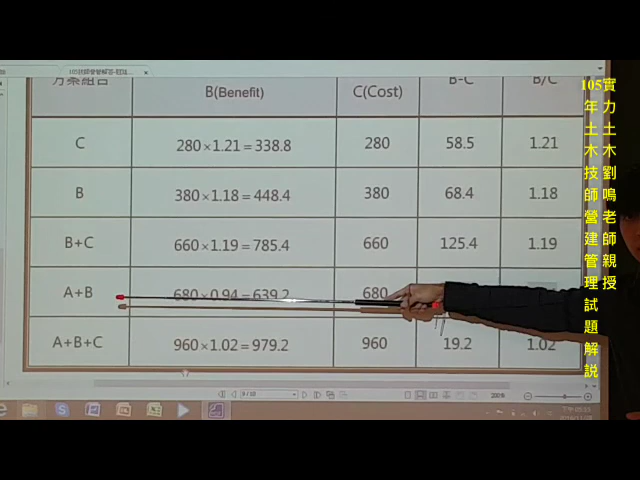 方案組合 B(Benefit) C(Cost) B-C B/C
C 280×1.21=338.8 280 58.5 1.21
B 380×1.18=448.4 380 68.4 1.18
B+C 660×1.19=785.4 660 125.4 1.19
A+B 680×0.94=639.2 680
A+B+C 960×1.02=979.2 960 19.2 1.02
9 / 10
200%
實力土木劉鳴老師親授
105年土木技師營建管理試題解說